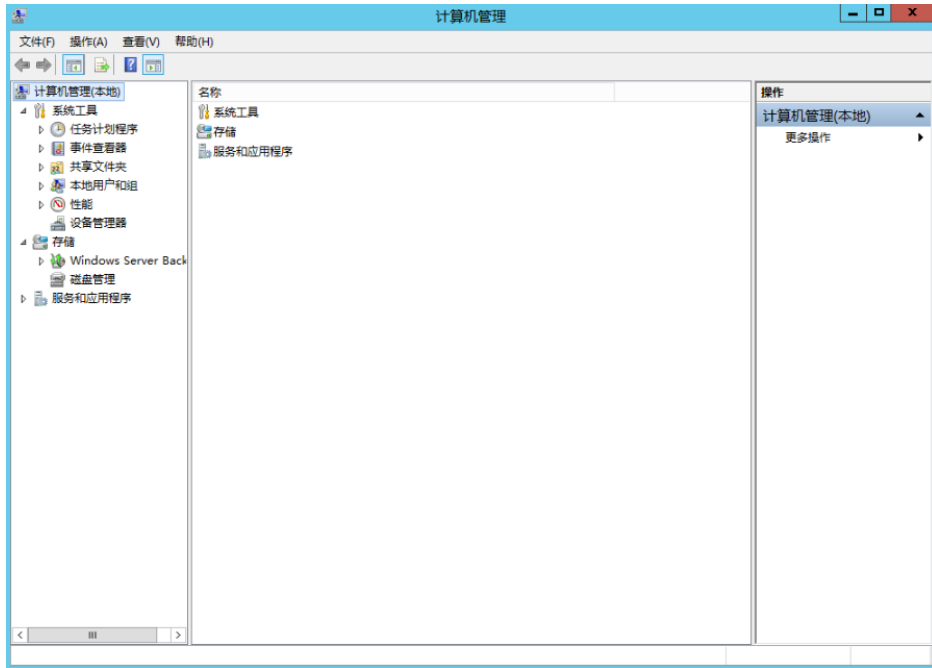 计算机管理
文件(F) 操作(A) 查看(V) 帮助(H)
计算机管理(本地)
系统工具
任务计划程序
事件查看器
共享文件夹
本地用户和组
性能
设备管理器
存储
Windows Server Back
磁盘管理
服务和应用程序
名称
系统工具
存储
服务和应用程序
操作
计算机管理(本地)
更多操作